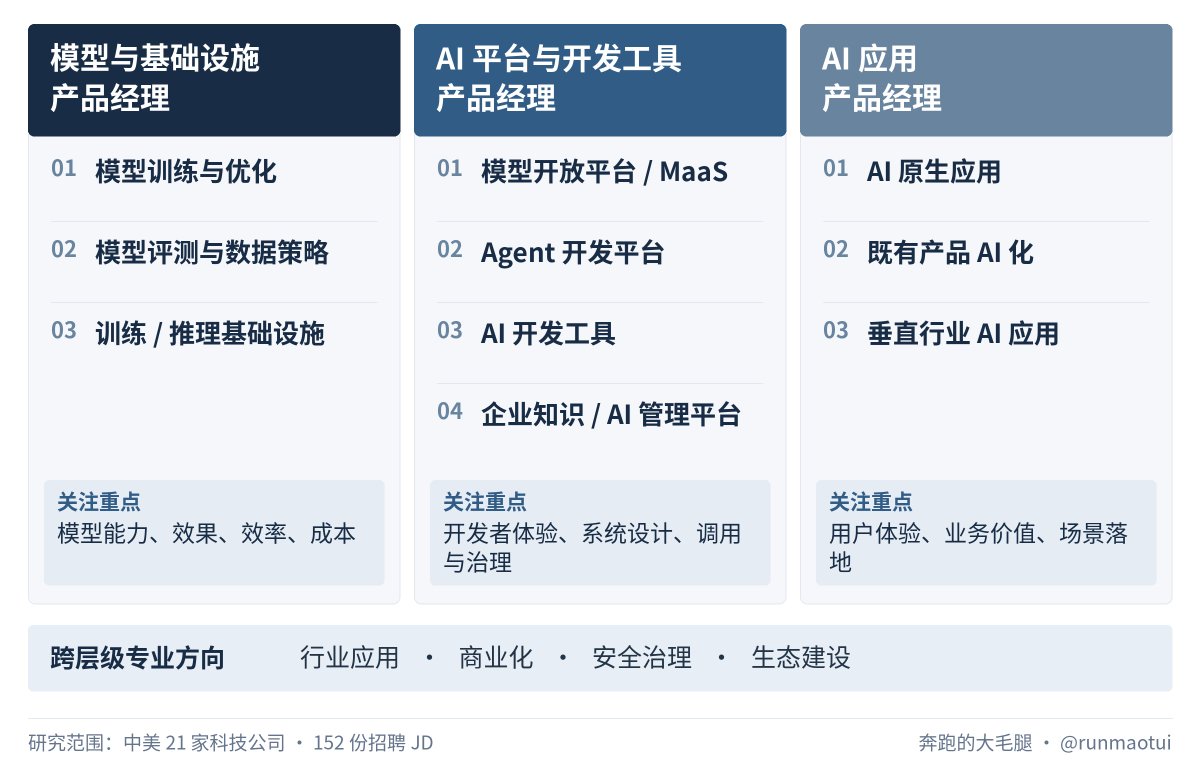 模型与基础设施
产品经理
01 模型训练与优化
02 模型评测与数据策略
03 训练 / 推理基础设施
关注重点
模型能力、效果、效率、成本
AI 平台与开发工具
产品经理
01 模型开放平台 / MaaS
02 Agent 开发平台
03 AI 开发工具
04 企业知识 / AI 管理平台
关注重点
开发者体验、系统设计、调用
与治理
AI 应用
产品经理
01 AI 原生应用
02 既有产品 AI 化
03 垂直行业 AI 应用
关注重点
用户体验、业务价值、场景落
地
跨层级专业方向 行业应用 • 商业化 • 安全治理 • 生态建设
研究范围：中美 21 家科技公司 • 152 份招聘 JD
奔跑的大毛腿 • @runmaotui